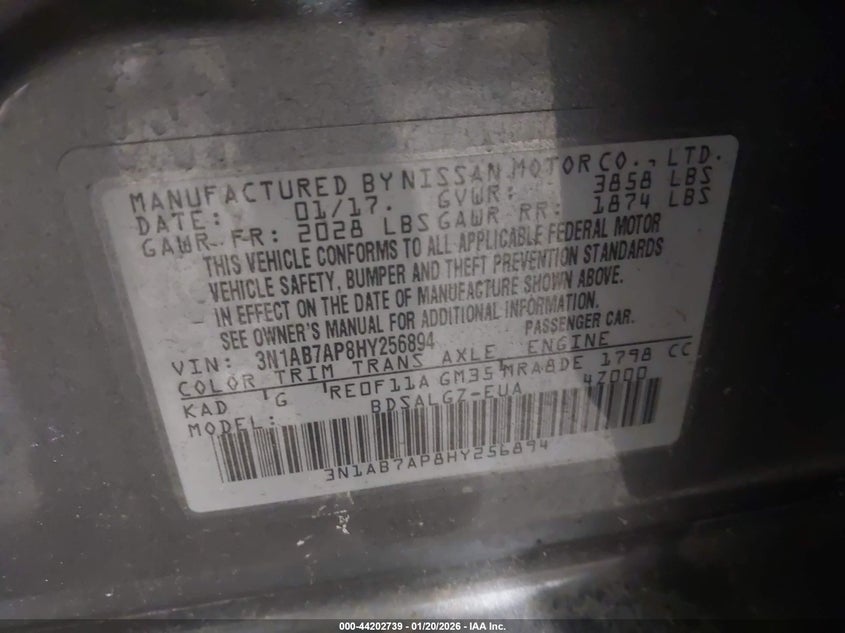 MANUFACTURED BY NISSAN MOTOR CO., LTD.
DATE: 01/17. GVWR: 3858 LBS
GAWR FR: 2028 LBS GAWR RR: 1874 LBS
THIS VEHICLE CONFORMS TO ALL APPLICABLE FEDERAL MOTOR
VEHICLE SAFETY, BUMPER AND THEFT PREVENTION STANDARDS
IN EFFECT ON THE DATE OF MANUFACTURE SHOWN ABOVE.
SEE OWNER'S MANUAL FOR ADDITIONAL INFORMATION.
VIN: 3N1AB7AP8HY256894 PASSENGER CAR.
COLOR TRIM TRANS AXLE ENGINE
KAD G RE0F11A GM35 MRA8DE 1798 CC
MODEL: BDSALGZ-EUA 4Z000
3N1AB7AP8HY256894
000-44202739 - 01/20/2026 - IAA Inc.